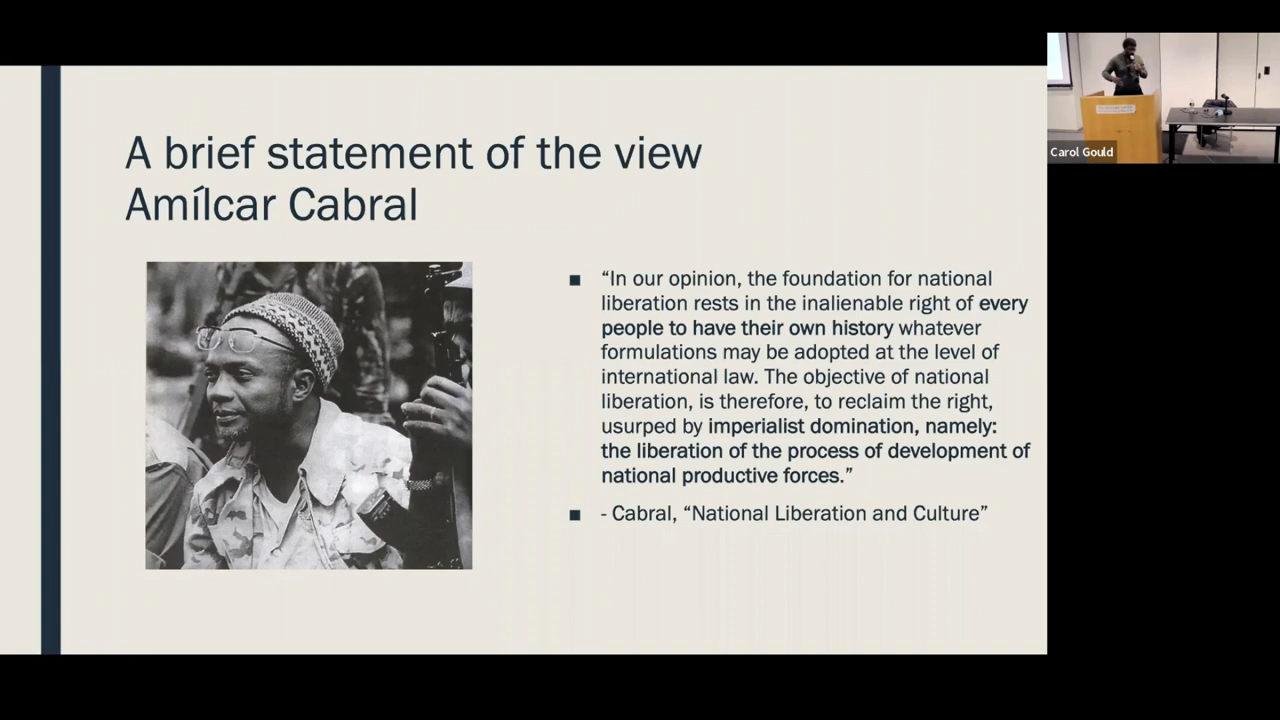 A brief statement of the view
Amílcar Cabral
■ “In our opinion, the foundation for national
liberation rests in the inalienable right of every
people to have their own history whatever
formulations may be adopted at the level of
international law. The objective of national
liberation, is therefore, to reclaim the right,
usurped by imperialist domination, namely:
the liberation of the process of development of
national productive forces.”
■ - Cabral, “National Liberation and Culture”
Carol Gould